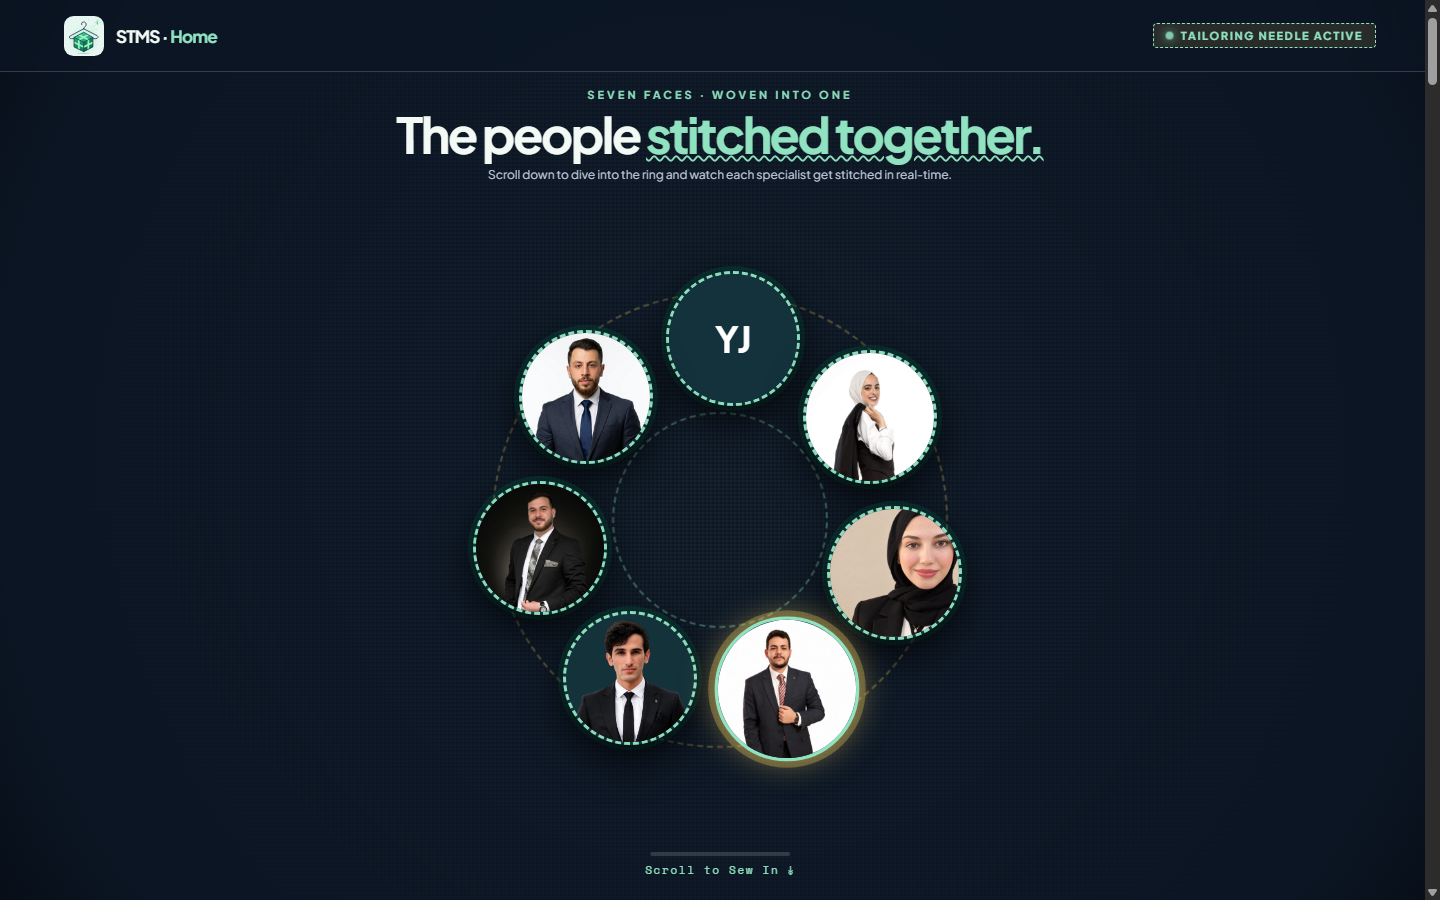 STMS · Home
TAILORING NEEDLE ACTIVE
SEVEN FACES · WOVEN INTO ONE
The people stitched together.
Scroll down to dive into the ring and watch each specialist get stitched in real-time.
YJ
Scroll to Sew In